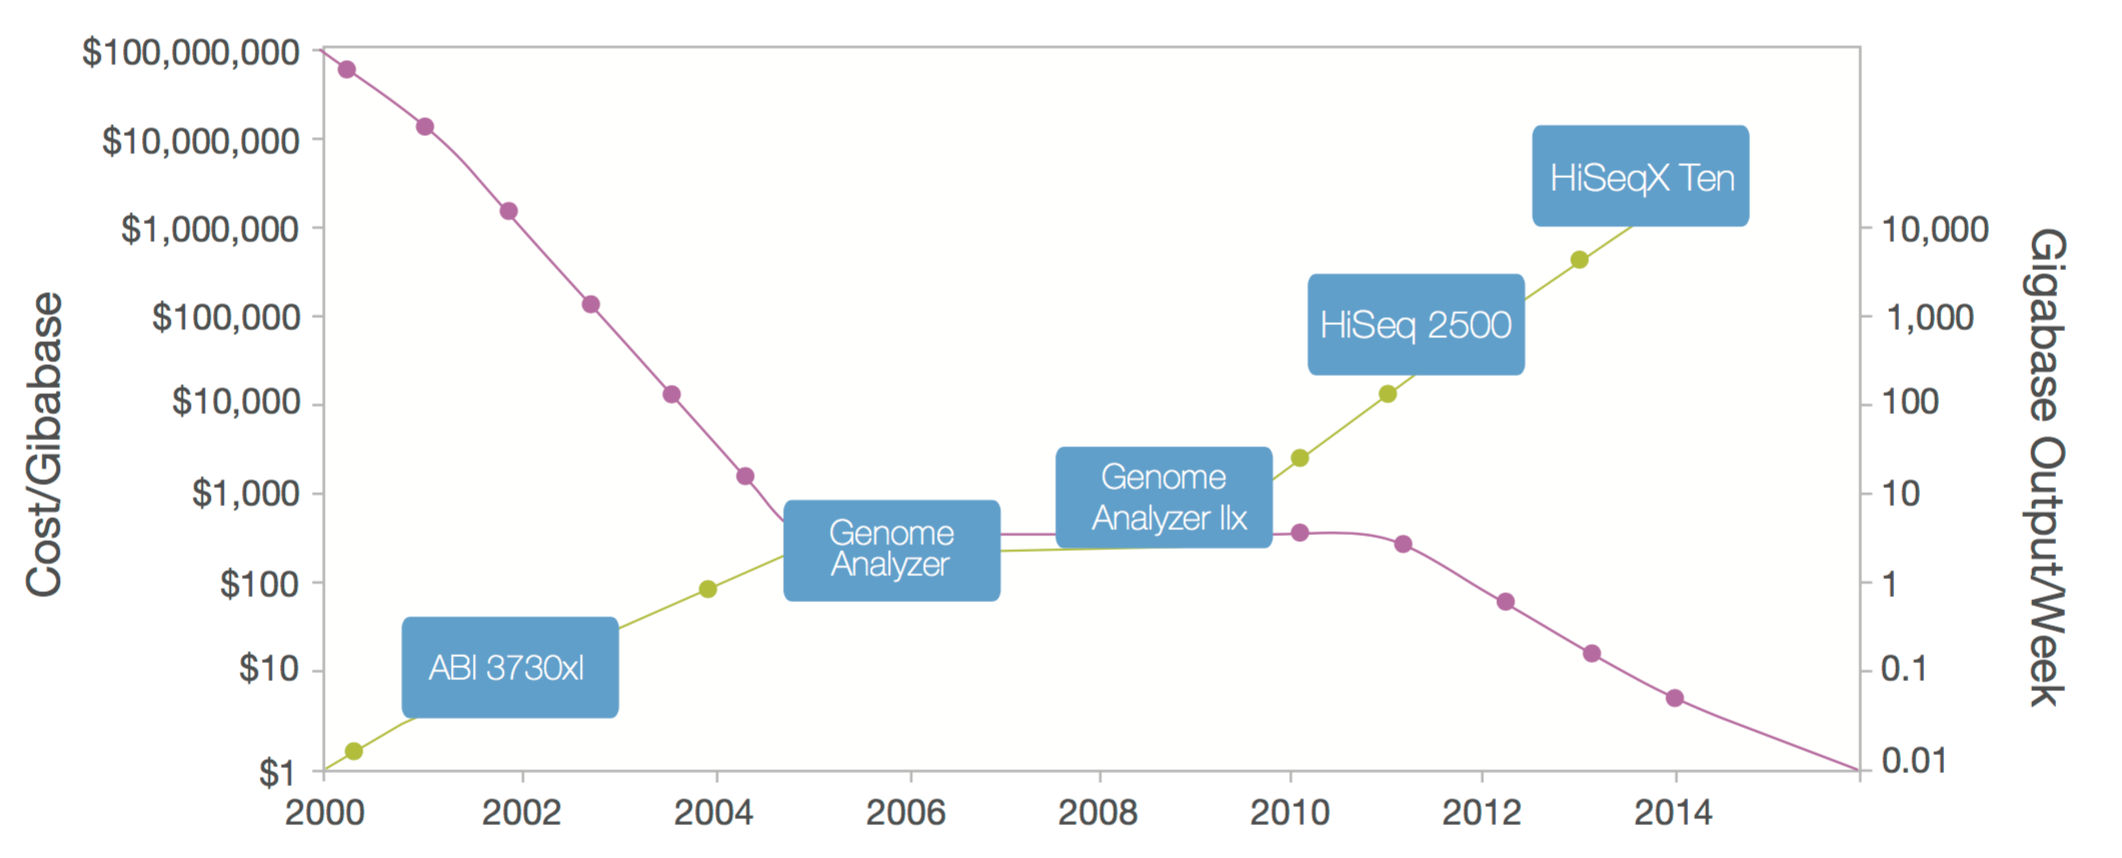 Cost/Gibabase
$100,000,000
$10,000,000
$1,000,000
$100,000
$10,000
$1,000
$100
$10
$1
ABI 3730xl
Genome
Analyzer
Genome
Analyzer IIx
HiSeq 2500
HiSeqX Ten
10,000
1,000
100
10
1
0.1
0.01
Gigabase Output/Week
2000
2002
2004
2006
2008
2010
2012
2014